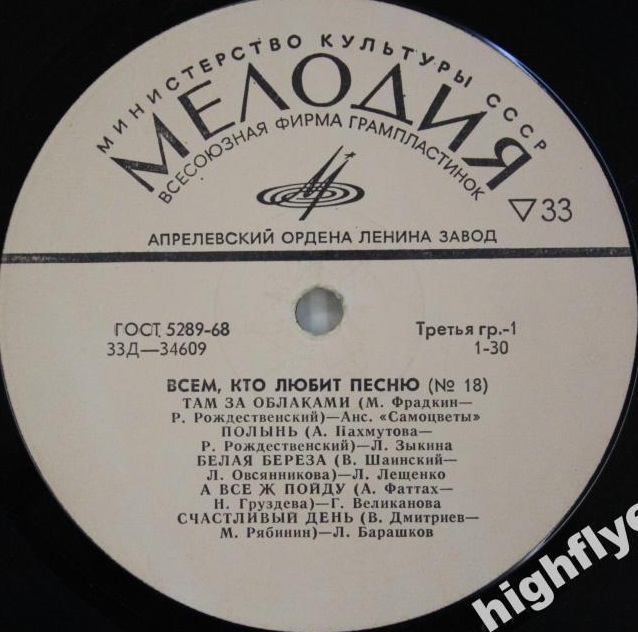 МИНИСТЕРСТВО КУЛЬТУРЫ СССР
МЕЛОДИЯ
ВСЕСОЮЗНАЯ ФИРМА ГРАМПЛАСТИНОК
▽33
АПРЕЛЕВСКИЙ ОРДЕНА ЛЕНИНА ЗАВОД
ГОСТ 5289-68
Третья гр.-1
33Д—34609
1-30
ВСЕМ, КТО ЛЮБИТ ПЕСНЮ (№ 18)
ТАМ ЗА ОБЛАКАМИ (М. Фрадкин—
Р. Рождественский)—Анс. «Самоцветы»
ПОЛЫНЬ (А. Пахмутова—
Р. Рождественский)—Л. Зыкина
БЕЛАЯ БЕРЕЗА (В. Шаинский—
Л. Овсянникова)—Л. Лещенко
А ВСЕ Ж ПОЙДУ (А. Фаттах—
Н. Груздева)—Г. Великанова
СЧАСТЛИВЫЙ ДЕНЬ (В. Дмитриев—
М. Рябинин)—Л. Барашков
highflye